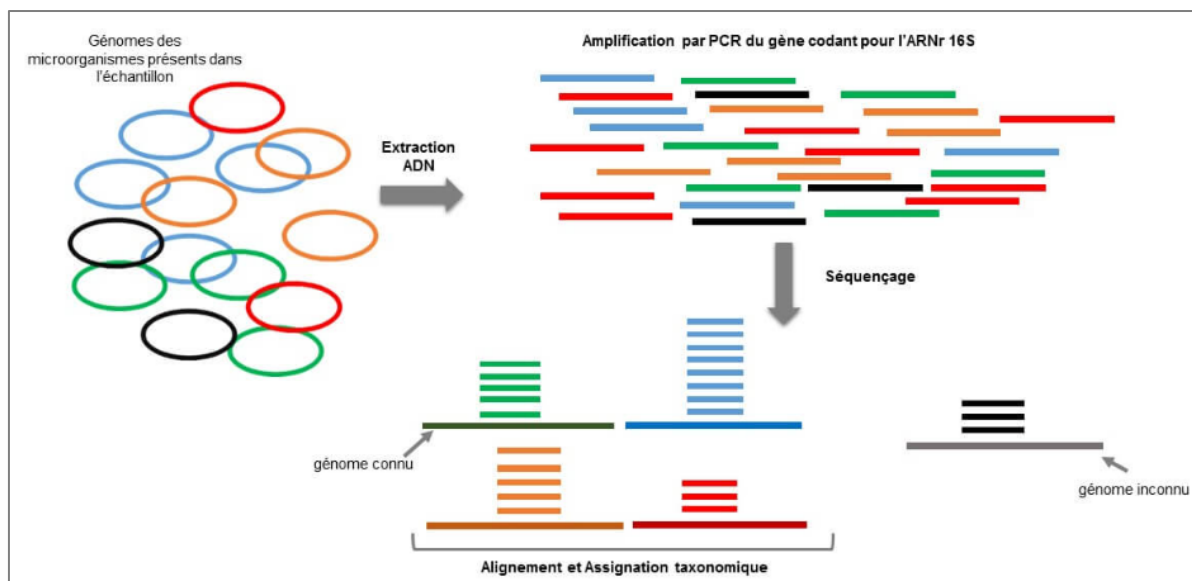 Génomes des
microorganismes présents dans
l'échantillon
Amplification par PCR du gène codant pour l'ARNr 16S
Extraction
ADN
Séquençage
génome connu
génome inconnu
Alignement et Assignation taxonomique